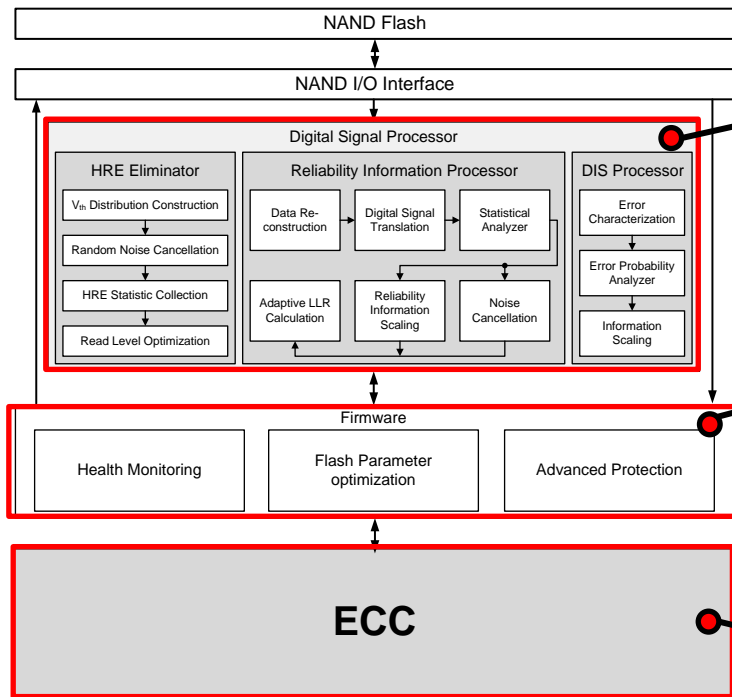 NAND Flash
NAND I/O Interface
Digital Signal Processor
HRE Eliminator
Vth Distribution Construction
Random Noise Cancellation
HRE Statistic Collection
Read Level Optimization
Reliability Information Processor
Data Re-
construction
Digital Signal
Translation
Statistical
Analyzer
Adaptive LLR
Calculation
Reliability
Information
Scaling
Noise
Cancellation
DIS Processor
Error
Characterization
Error Probability
Analyzer
Information
Scaling
Firmware
Health Monitoring
Flash Parameter
optimization
Advanced Protection
ECC